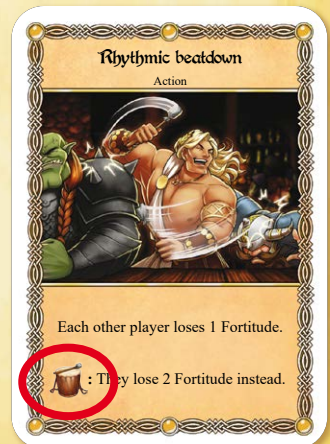 Rhythmic beatdown
Action
Each other player loses 1 Fortitude.
: They lose 2 Fortitude instead.